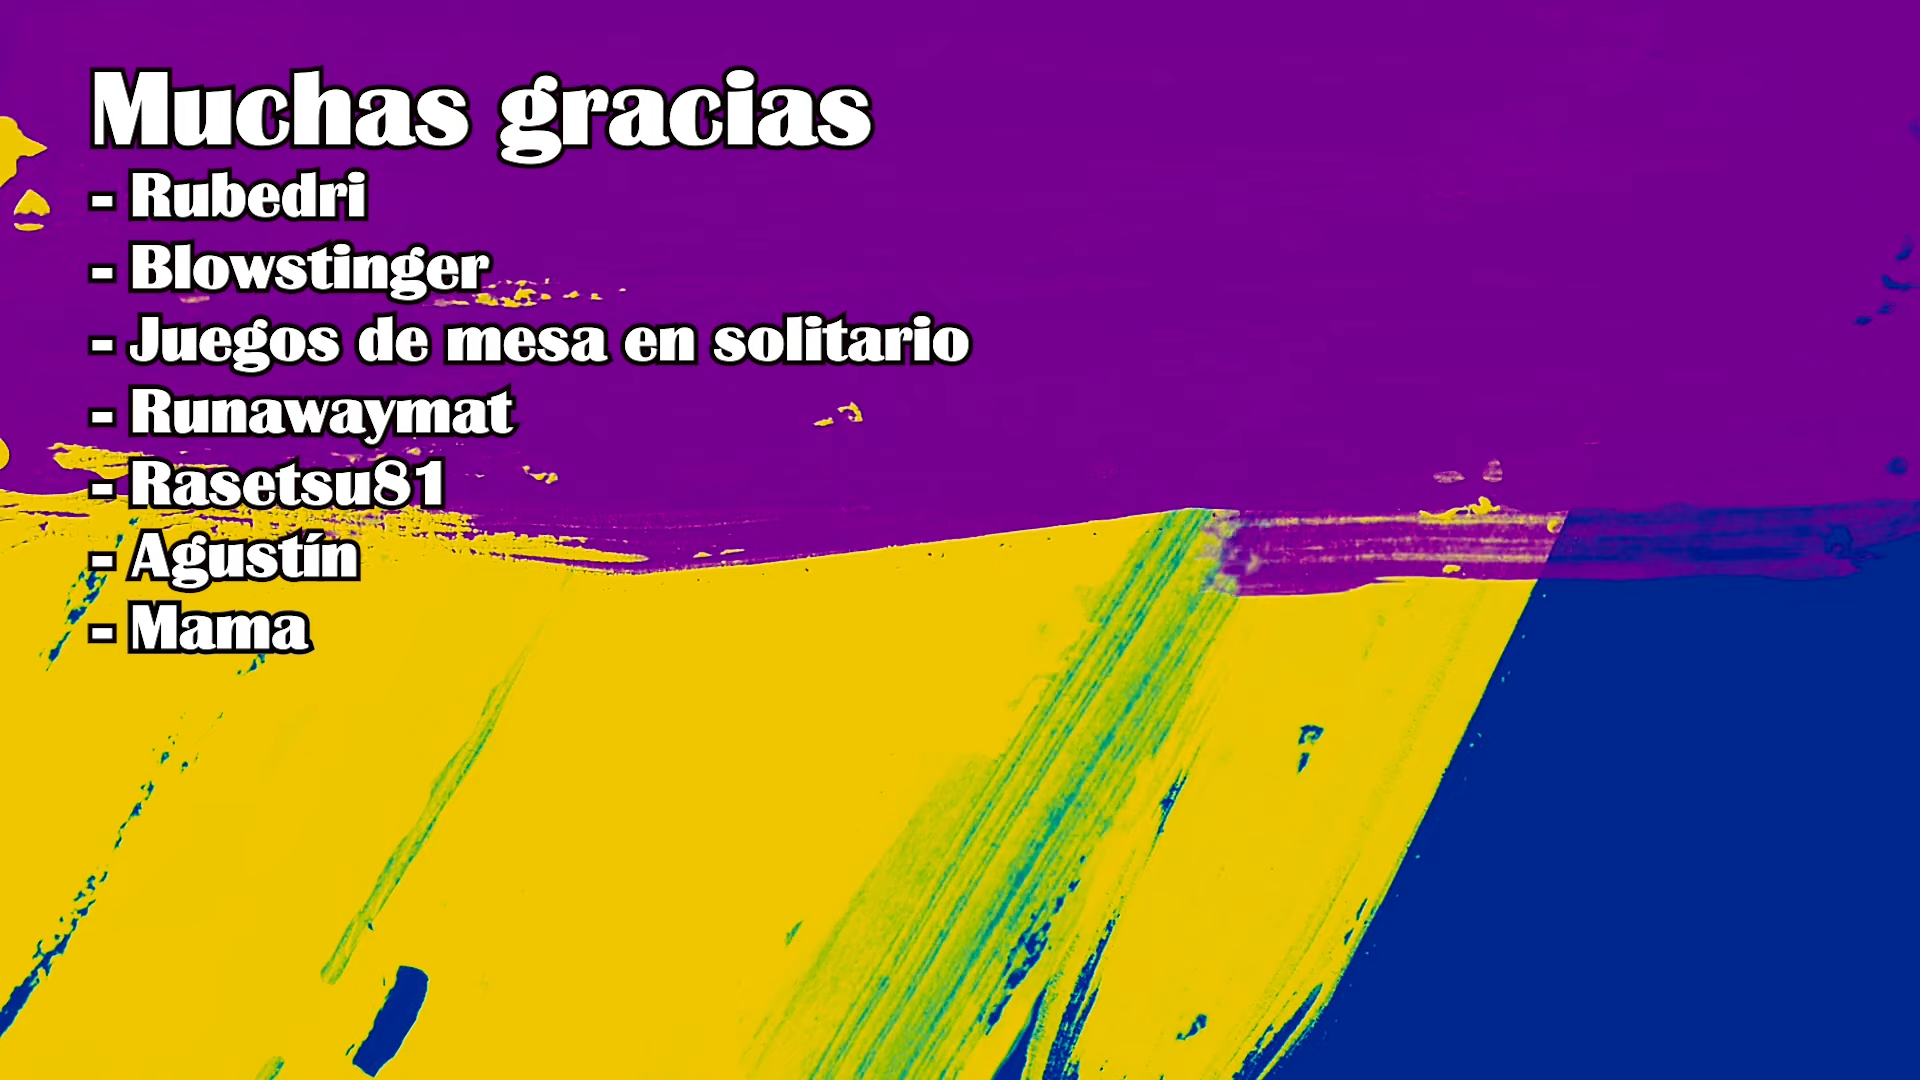 Muchas gracias
- Rubedri
- Blowstinger
- Juegos de mesa en solitario
- Runawaymat
- Rasetsu81
- Agustín
- Mama